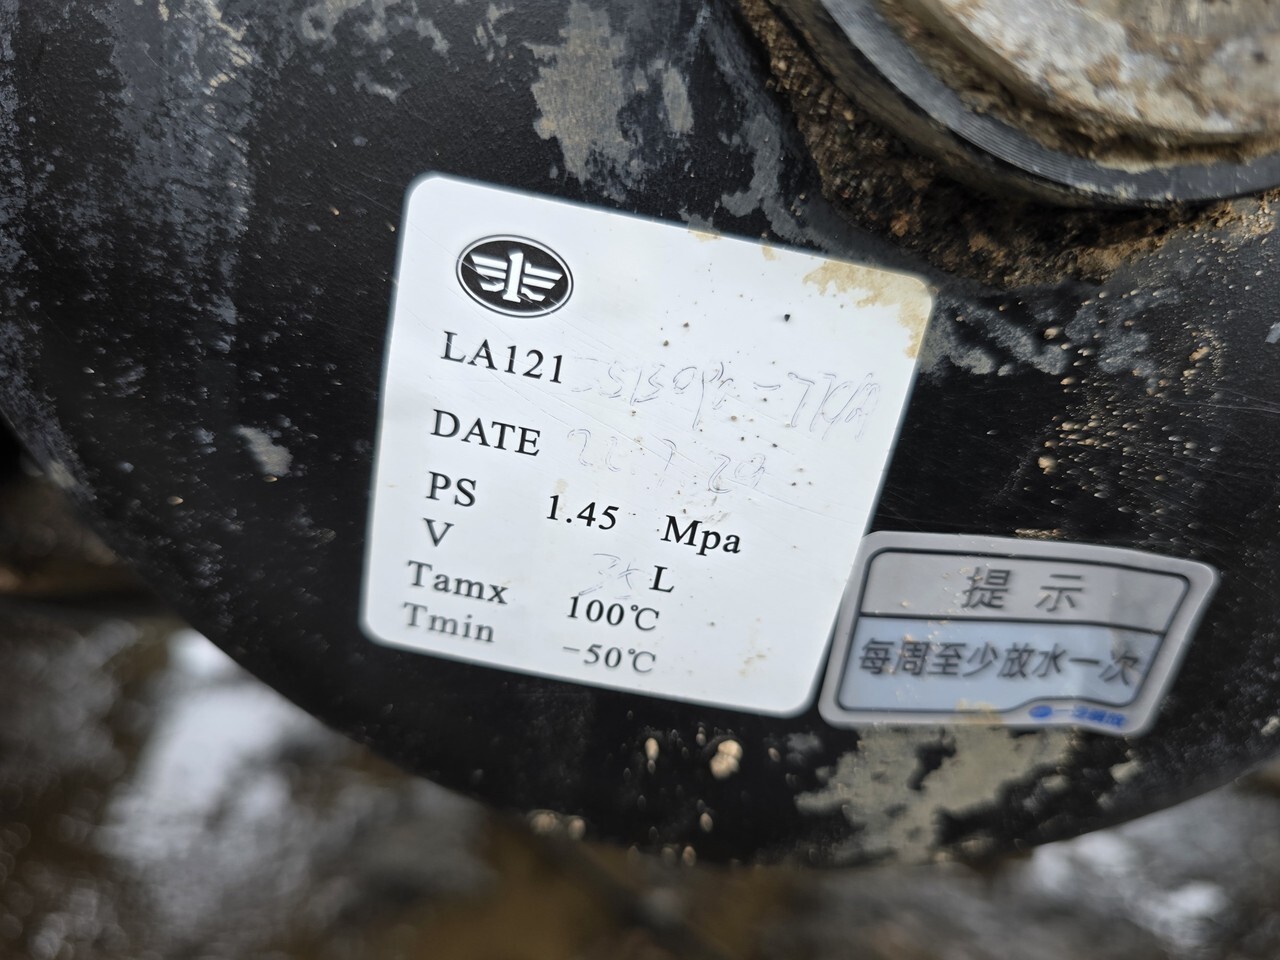 LA121
DATE
PS 1.45 Mpa
V L
Tamx 100℃
Tmin -50℃
提示
每周至少放水一次